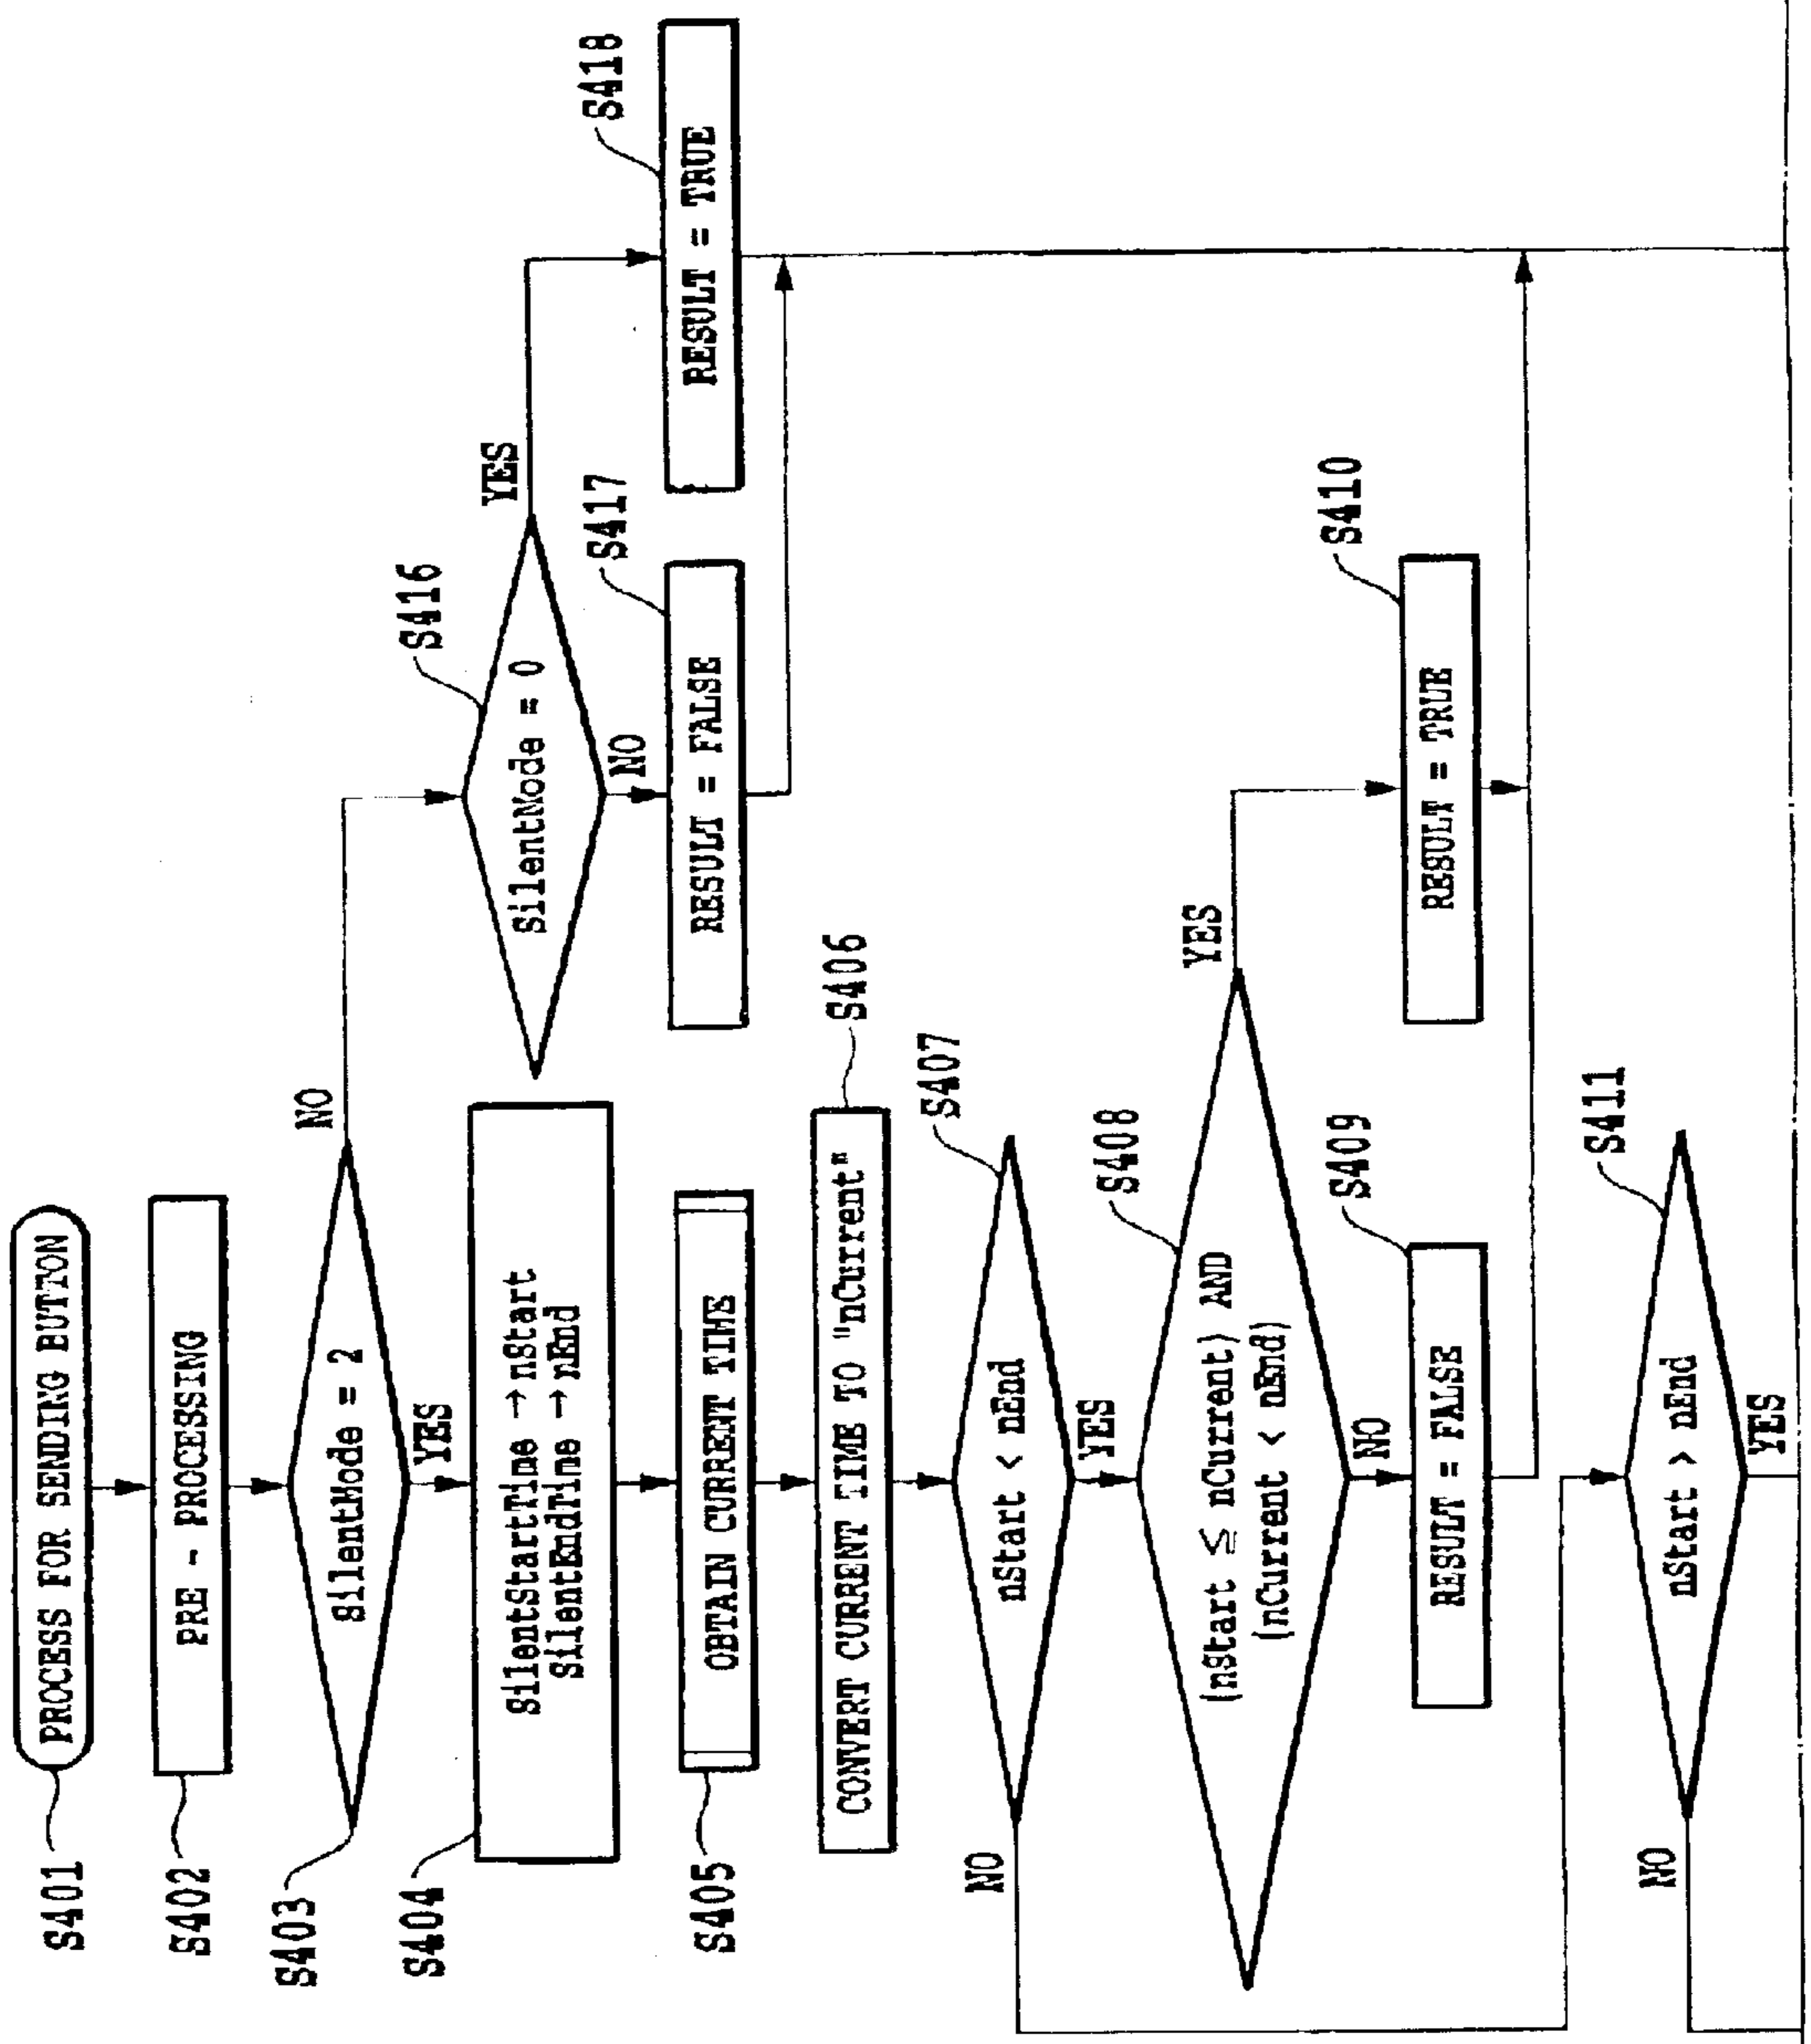 PROCESS FOR SENDING BUTTON
S401
PRE - PROCESSING
S402
SilentMode = 2
S403
NO
YES
SilentStartTime →nStart
SilentEndTime →nEnd
S404
SilentMode = 0
S416
YES
NO
RESULT = FALSE
S417
RESULT = TRUE
S418
OBTAIN CURRENT TIME
S405
CONVERT CURRENT TIME TO "nCurrent"
S406
nStart < nEnd
S407
NO
YES
(nStart ≦ nCurrent) AND
(nCurrent < nEnd)
S408
YES
NO
RESULT = FALSE
S409
RESULT = TRUE
S410
nStart > nEnd
S411
NO
YES